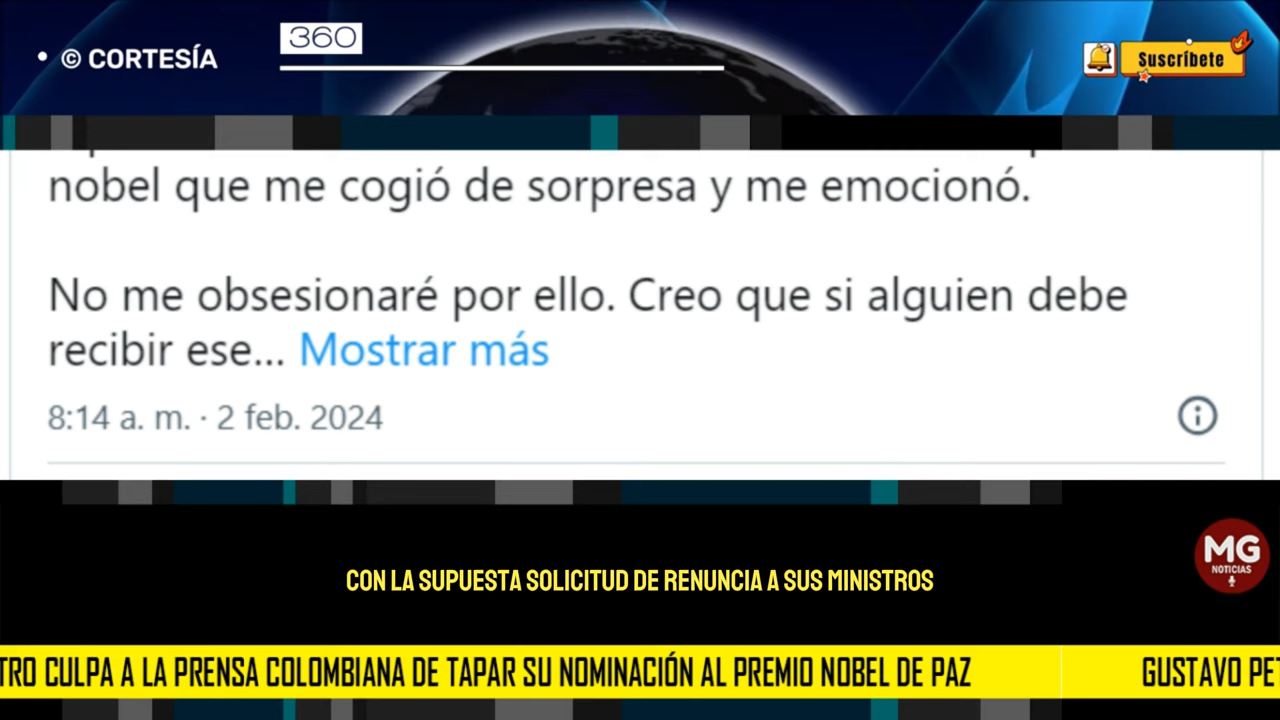 • © CORTESÍA
360
Suscríbete
nobel que me cogió de sorpresa y me emocionó.
No me obsesionaré por ello. Creo que si alguien debe
recibir ese... Mostrar más
8:14 a. m. · 2 feb. 2024
MG
NOTICIAS
CON LA SUPUESTA SOLICITUD DE RENUNCIA A SUS MINISTROS
TRO CULPA A LA PRENSA COLOMBIANA DE TAPAR SU NOMINACIÓN AL PREMIO NOBEL DE PAZ GUSTAVO PET